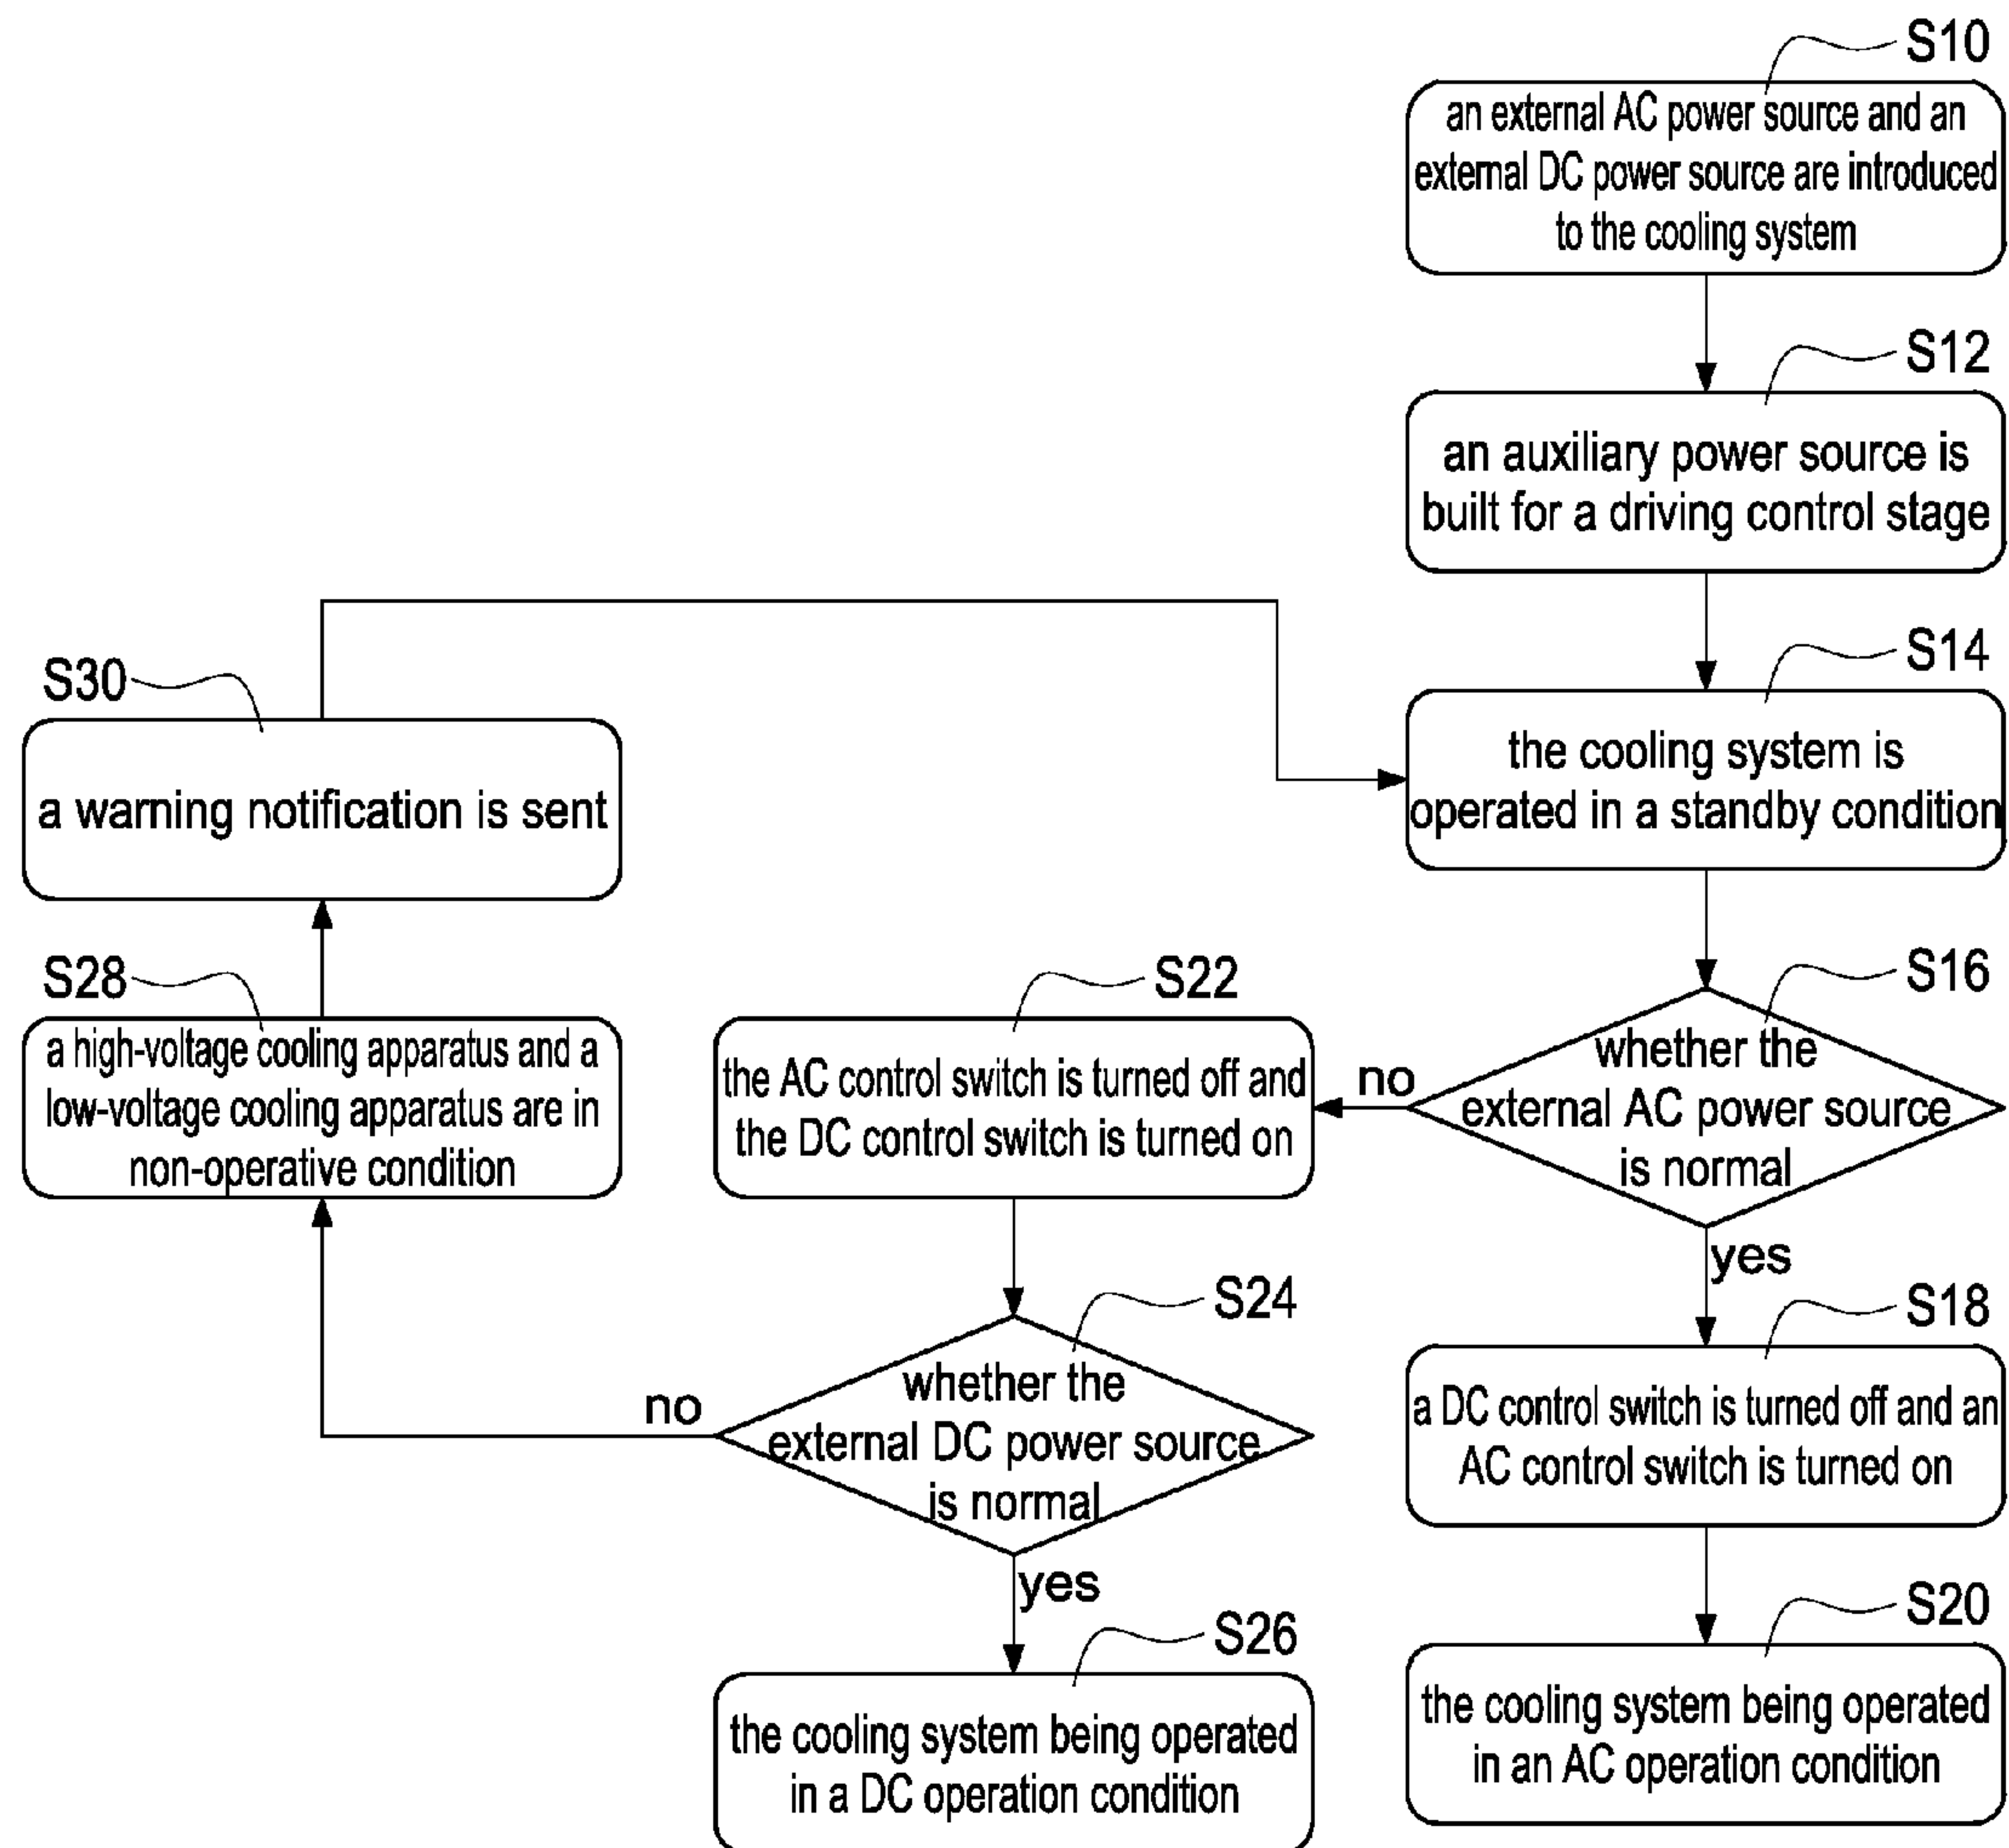 S10
an external AC power source and an
external DC power source are introduced
to the cooling system
S12
an auxiliary power source is
built for a driving control stage
S14
the cooling system is
operated in a standby condition
S16
whether the
external AC power source
is normal
no
yes
S18
a DC control switch is turned off and an
AC control switch is turned on
S20
the cooling system being operated
in an AC operation condition
S22
the AC control switch is turned off and
the DC control switch is turned on
S24
whether the
external DC power source
is normal
no
yes
S26
the cooling system being operated
in a DC operation condition
S28
a high-voltage cooling apparatus and a
low-voltage cooling apparatus are in
non-operative condition
S30
a warning notification is sent